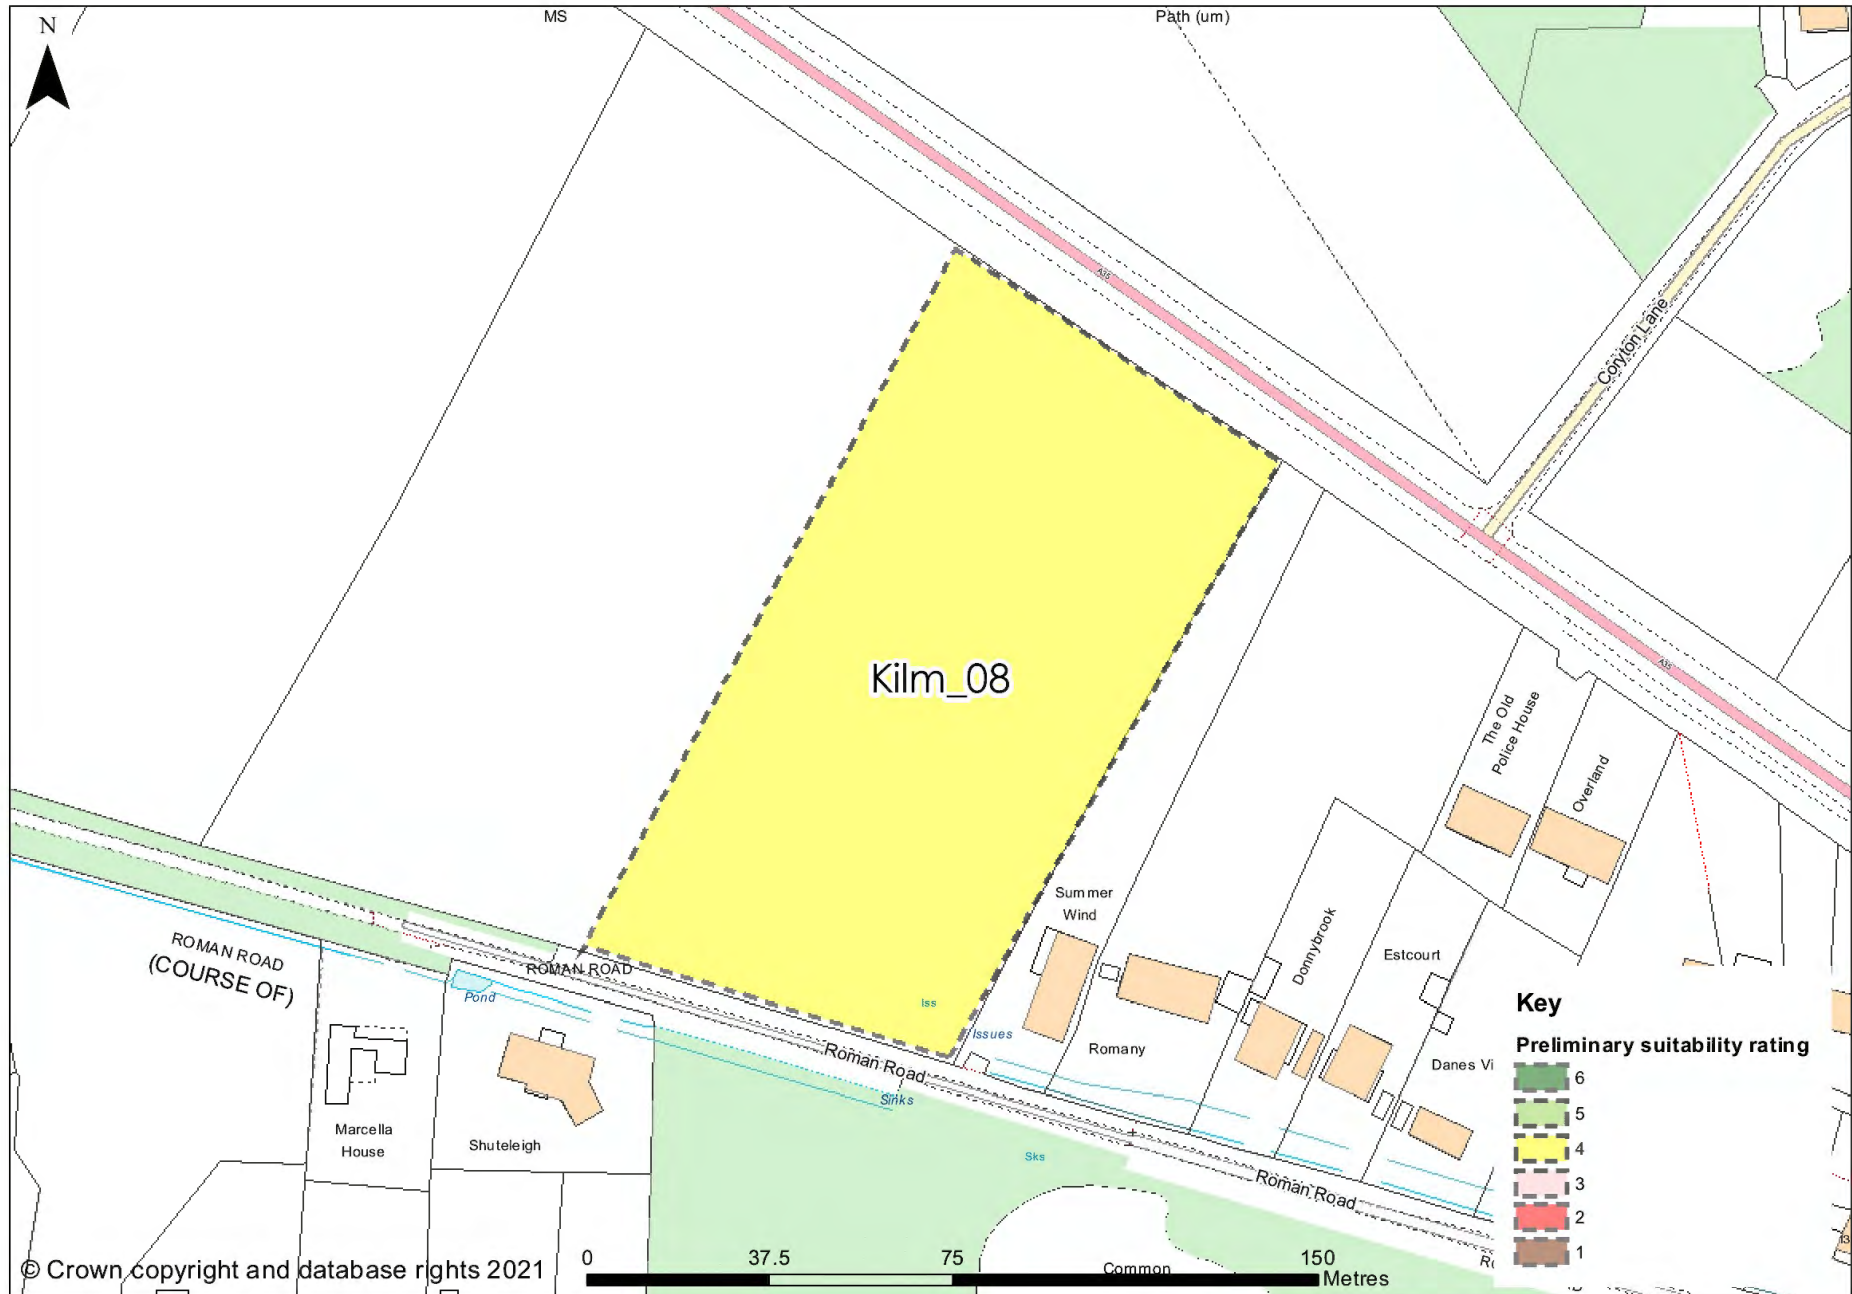 N
MS
Path (um)
A35
Coryton Lane
Kilm_08
A35
The Old
Police House
Overland
Summer
Wind
Donnybrook
Estcourt
ROMAN ROAD
(COURSE OF)
ROMAN ROAD
Pond
Iss
Issues
Romany
Danes Vi
Roman Road
Sinks
Marcella
House
Shuteleigh
Sks
Roman Road
Common
Key
Preliminary suitability rating
6
5
4
3
2
1
© Crown copyright and database rights 2021
0
37.5
75
150
Metres